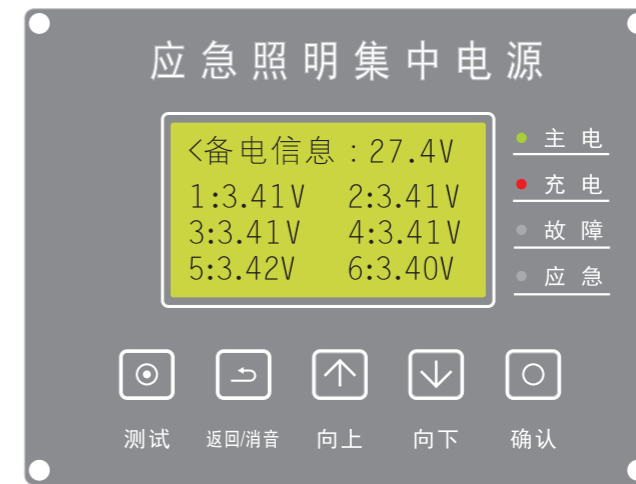 应急照明集中电源
<备电信息：27.4V
1:3.41V 2:3.41V
3:3.41V 4:3.41V
5:3.42V 6:3.40V
主电
充电
故障
应急
测试 返回/消音 向上 向下 确认